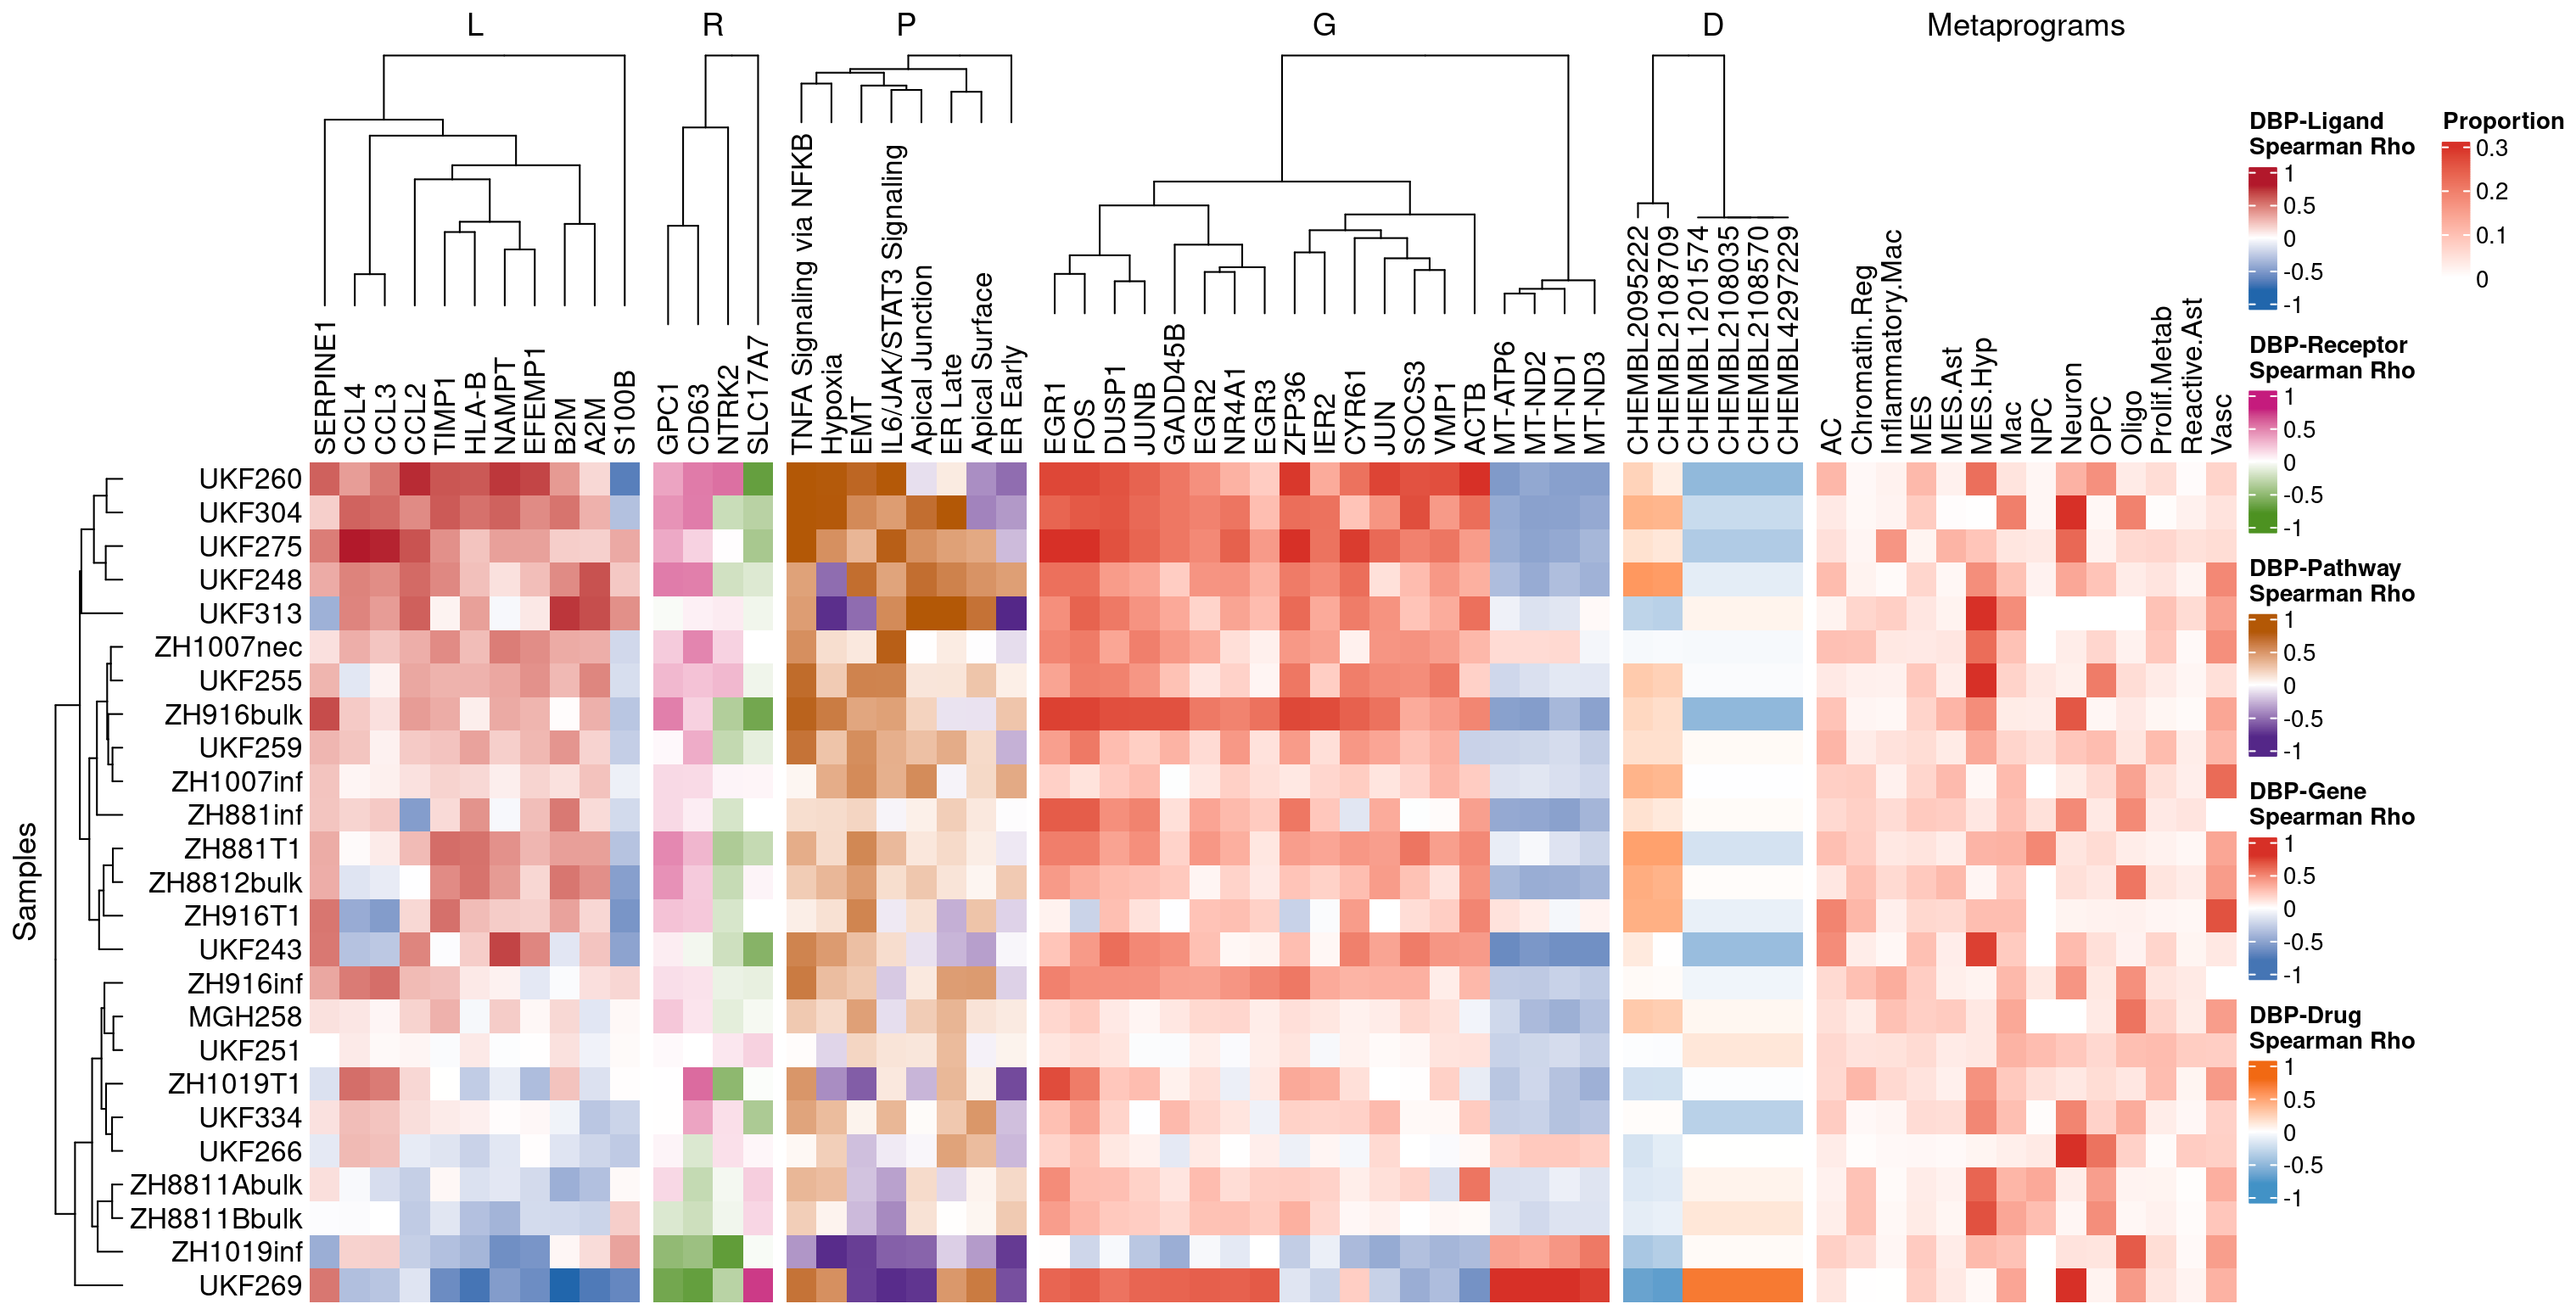 L R P G D Metaprograms
SERPINE1
CCL4
CCL3
CCL2
TIMP1
HLA-B
NAMPT
EFEMP1
B2M
A2M
S100B
GPC1
CD63
NTRK2
SLC17A7
TNFA Signaling via NFKB
Hypoxia
EMT
IL6/JAK/STAT3 Signaling
Apical Junction
ER Late
Apical Surface
ER Early
EGR1
FOS
DUSP1
JUNB
GADD45B
EGR2
NR4A1
EGR3
ZFP36
IER2
CYR61
JUN
SOCS3
VMP1
ACTB
MT-ATP6
MT-ND2
MT-ND1
MT-ND3
CHEMBL2095222
CHEMBL2108709
CHEMBL1201574
CHEMBL2108035
CHEMBL2108570
CHEMBL4297229
AC
Chromatin.Reg
Inflammatory.Mac
MES
MES.Ast
MES.Hyp
Mac
NPC
Neuron
OPC
Oligo
Prolif.Metab
Reactive.Ast
Vasc
Samples
UKF260
UKF304
UKF275
UKF248
UKF313
ZH1007nec
UKF255
ZH916bulk
UKF259
ZH1007inf
ZH881inf
ZH881T1
ZH8812bulk
ZH916T1
UKF243
ZH916inf
MGH258
UKF251
ZH1019T1
UKF334
UKF266
ZH8811Abulk
ZH8811Bbulk
ZH1019inf
UKF269
DBP-Ligand
Spearman Rho
1
0.5
0
-0.5
-1
DBP-Receptor
Spearman Rho
1
0.5
0
-0.5
-1
DBP-Pathway
Spearman Rho
1
0.5
0
-0.5
-1
DBP-Gene
Spearman Rho
1
0.5
0
-0.5
-1
DBP-Drug
Spearman Rho
1
0.5
0
-0.5
-1
Proportion
0.3
0.2
0.1
0